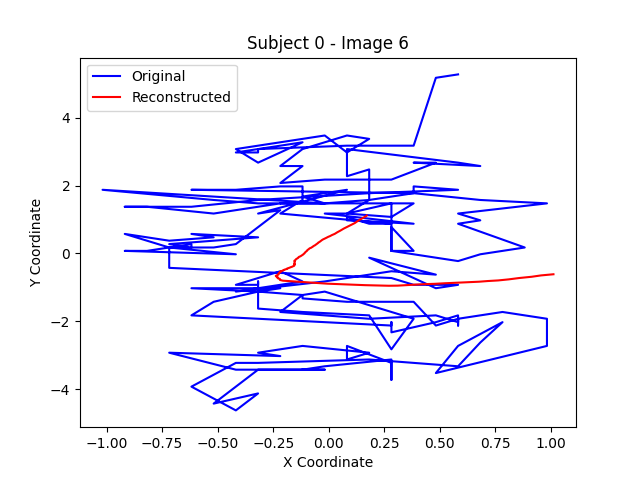 Subject 0 - Image 6
Original
Reconstructed
Y Coordinate
4
2
0
−2
−4
−1.00 −0.75 −0.50 −0.25 0.00 0.25 0.50 0.75 1.00
X Coordinate